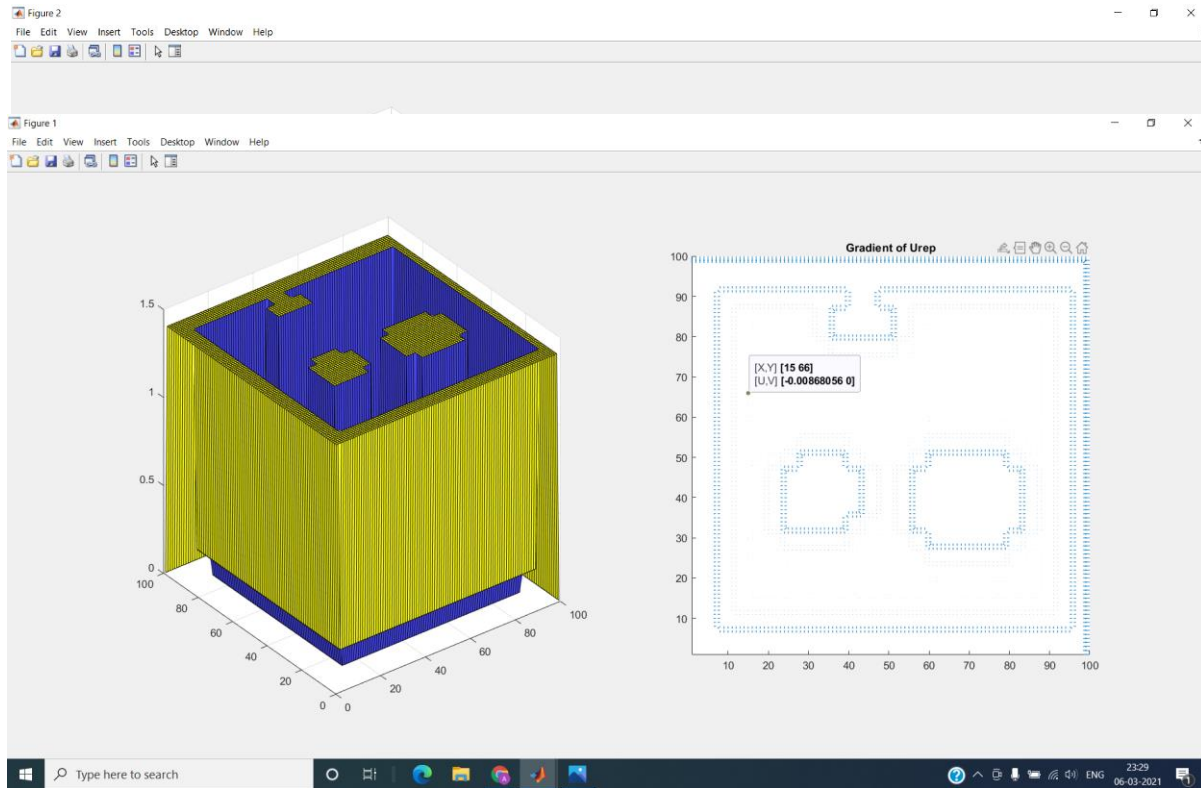 Figure 2
File Edit View Insert Tools Desktop Window Help
Figure 1
File Edit View Insert Tools Desktop Window Help
1.5
1
0.5
0
100
80
60
40
20
0
0
20
40
60
80
100
Gradient of Urep
100
90
80
70
60
50
40
30
20
10
10 20 30 40 50 60 70 80 90 100
[X,Y] [15 66]
[U,V] [-0.00868056 0]
Type here to search
ENG
23:29
06-03-2021
1